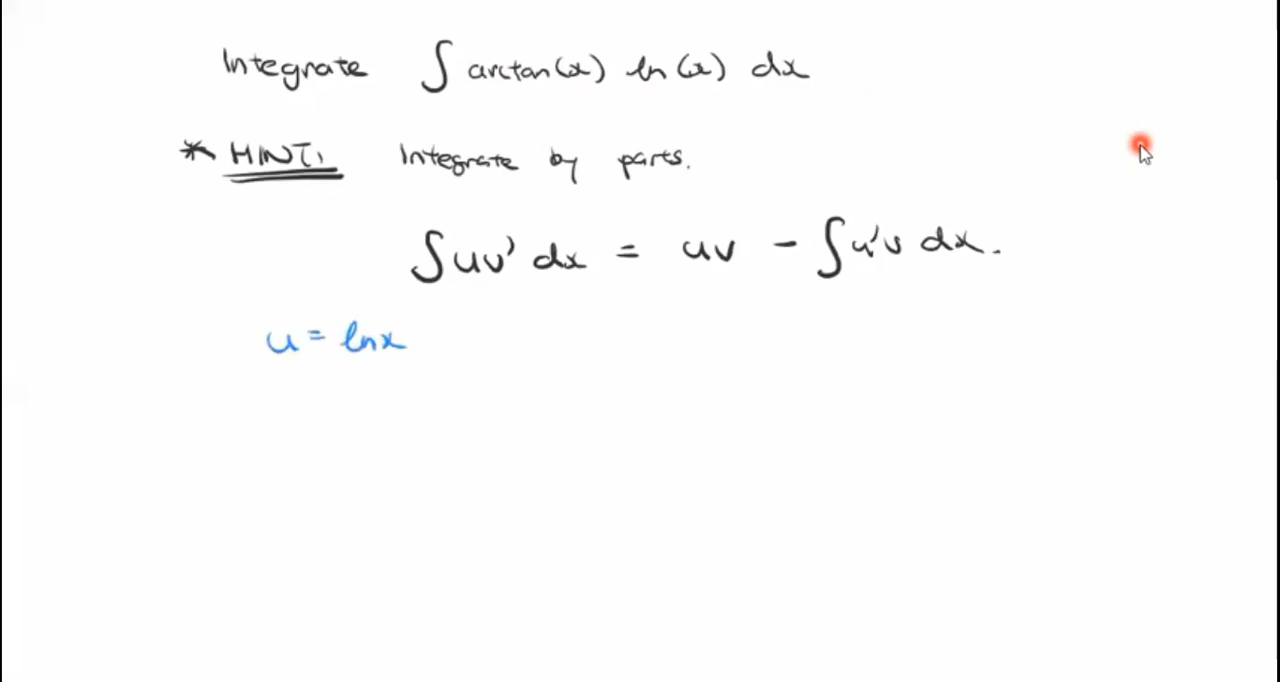 Integrate ∫ arctan(x) ln(x) dx
* HINT: Integrate by parts.
∫uv' dx = uv - ∫u'v dx.
u = lnx